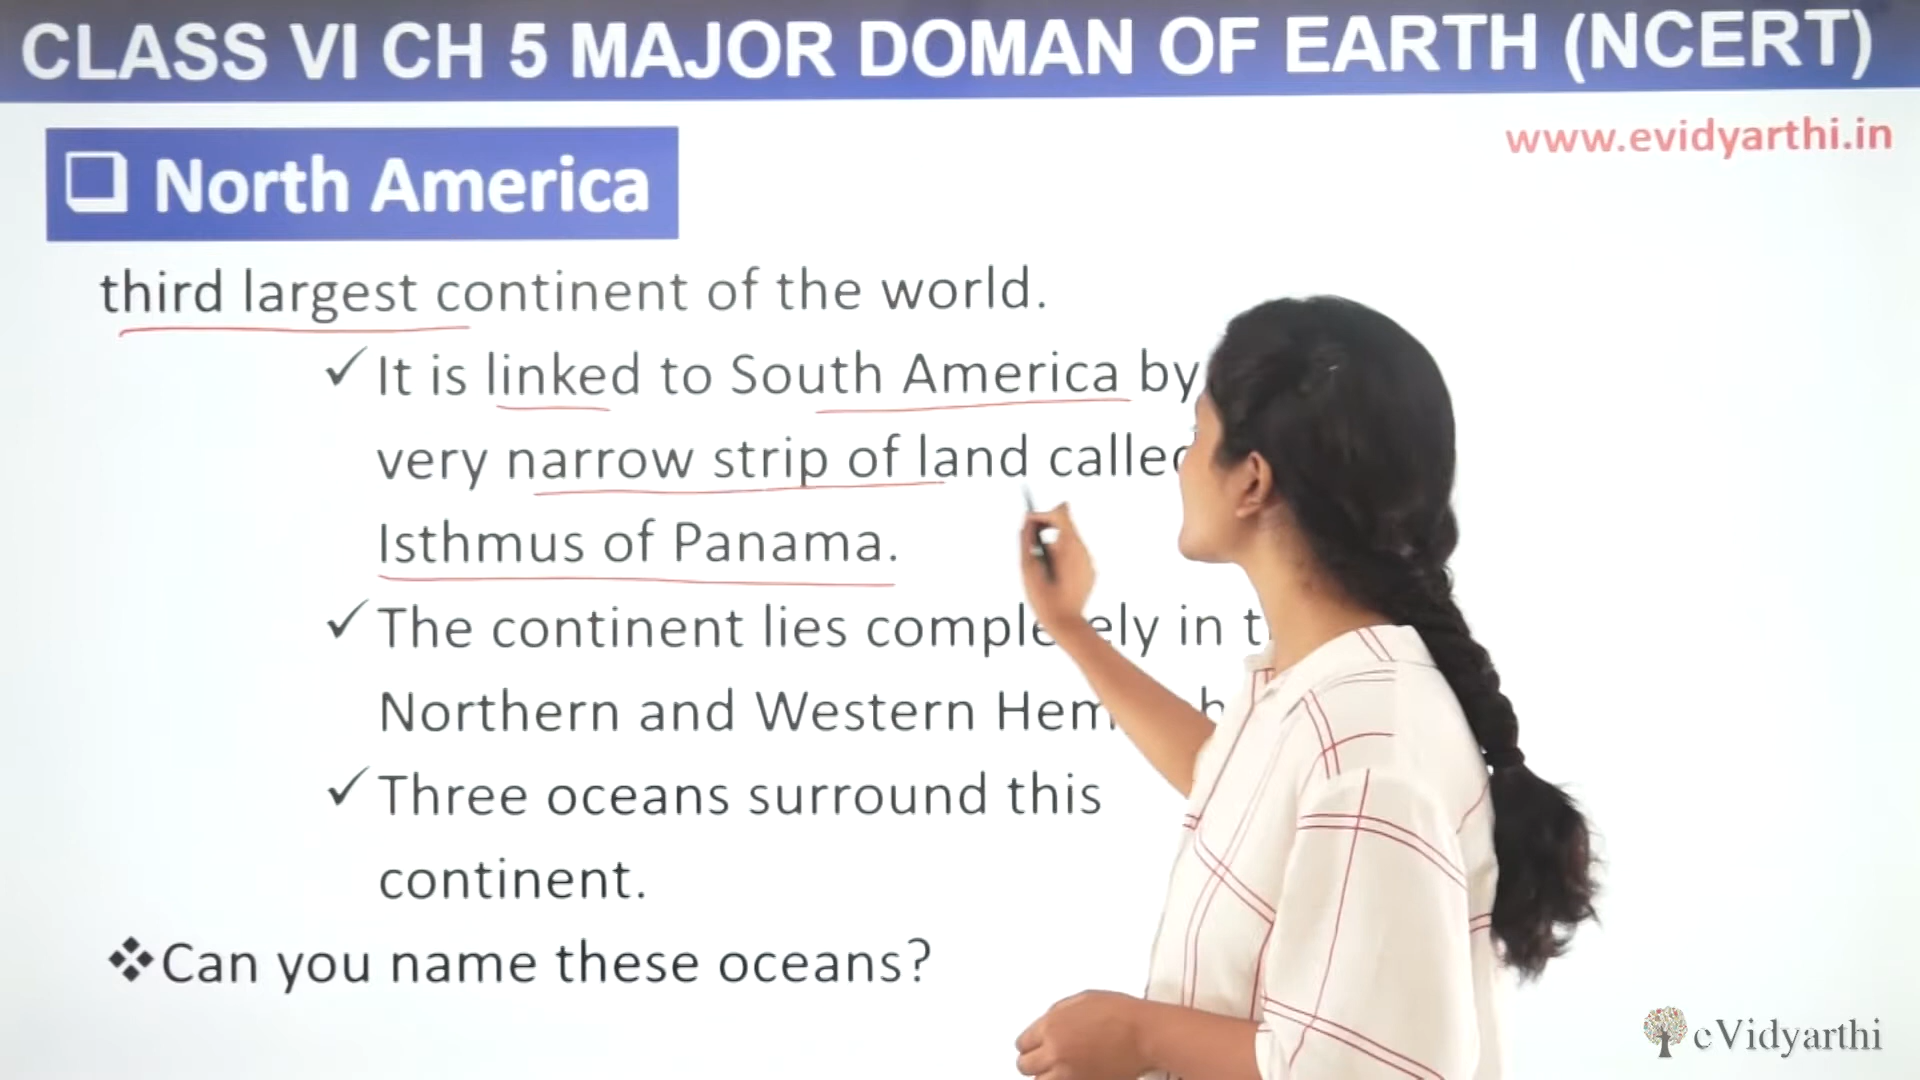 CLASS VI CH 5 MAJOR DOMAN OF EARTH (NCERT)
www.evidyarthi.in
North America
third largest continent of the world.
It is linked to South America by
very narrow strip of land
Isthmus of Panama.
The continent lies completely in
Northern and Western
Three oceans surround this
continent.
Can you name these oceans?
eVidyarthi